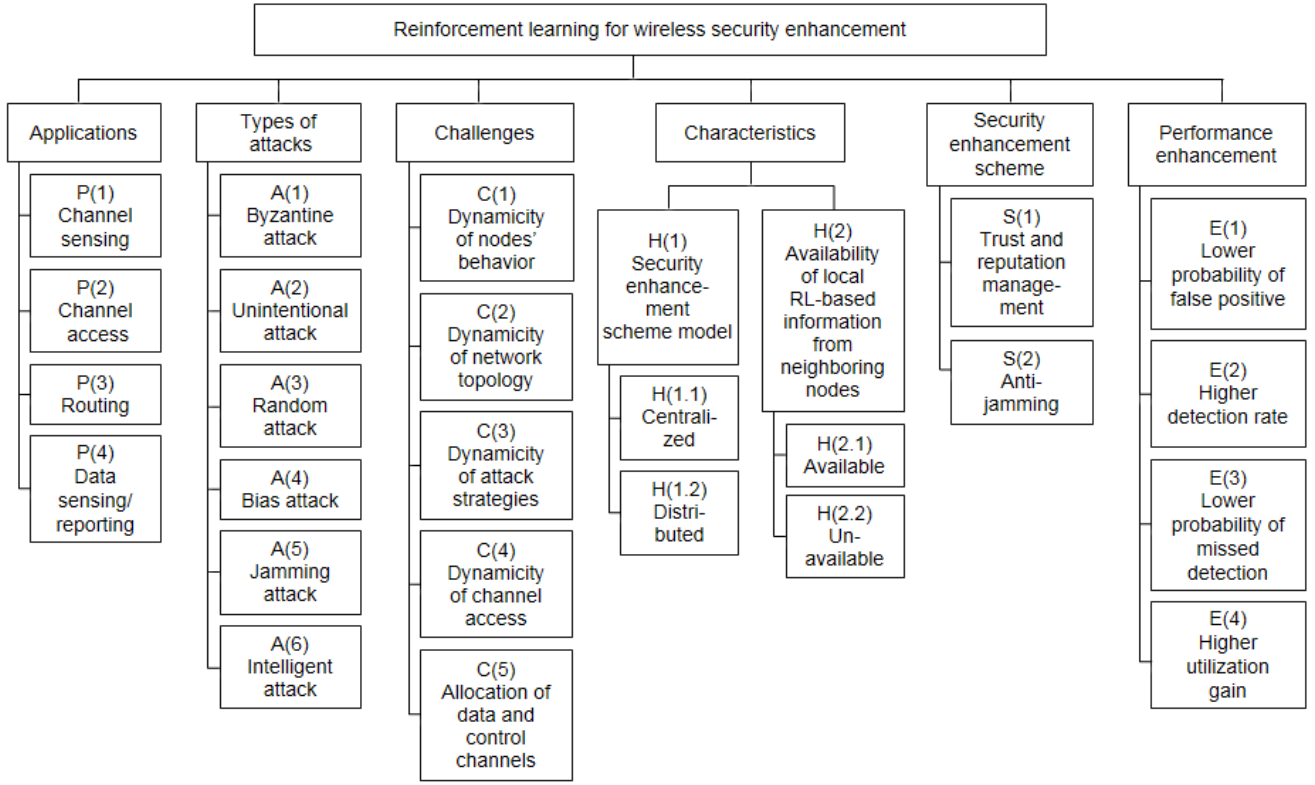 Reinforcement learning for wireless security enhancement
Applications
P(1)
Channel
sensing
P(2)
Channel
access
P(3)
Routing
P(4)
Data
sensing/
reporting
Types of
attacks
A(1)
Byzantine
attack
A(2)
Unintentional
attack
A(3)
Random
attack
A(4)
Bias attack
A(5)
Jamming
attack
A(6)
Intelligent
attack
Challenges
C(1)
Dynamicity
of nodes'
behavior
C(2)
Dynamicity
of network
topology
C(3)
Dynamicity
of attack
strategies
C(4)
Dynamicity
of channel
access
C(5)
Allocation of
data and
control
channels
Characteristics
H(1)
Security
enhance-
ment
scheme model
H(1.1)
Centrali-
zed
H(1.2)
Distri-
buted
H(2)
Availability
of local
RL-based
information
from
neighboring
nodes
H(2.1)
Available
H(2.2)
Un-
available
Security
enhancement
scheme
S(1)
Trust and
reputation
manage-
ment
S(2)
Anti-
jamming
Performance
enhancement
E(1)
Lower
probability of
false positive
E(2)
Higher
detection rate
E(3)
Lower
probability of
missed
detection
E(4)
Higher
utilization
gain